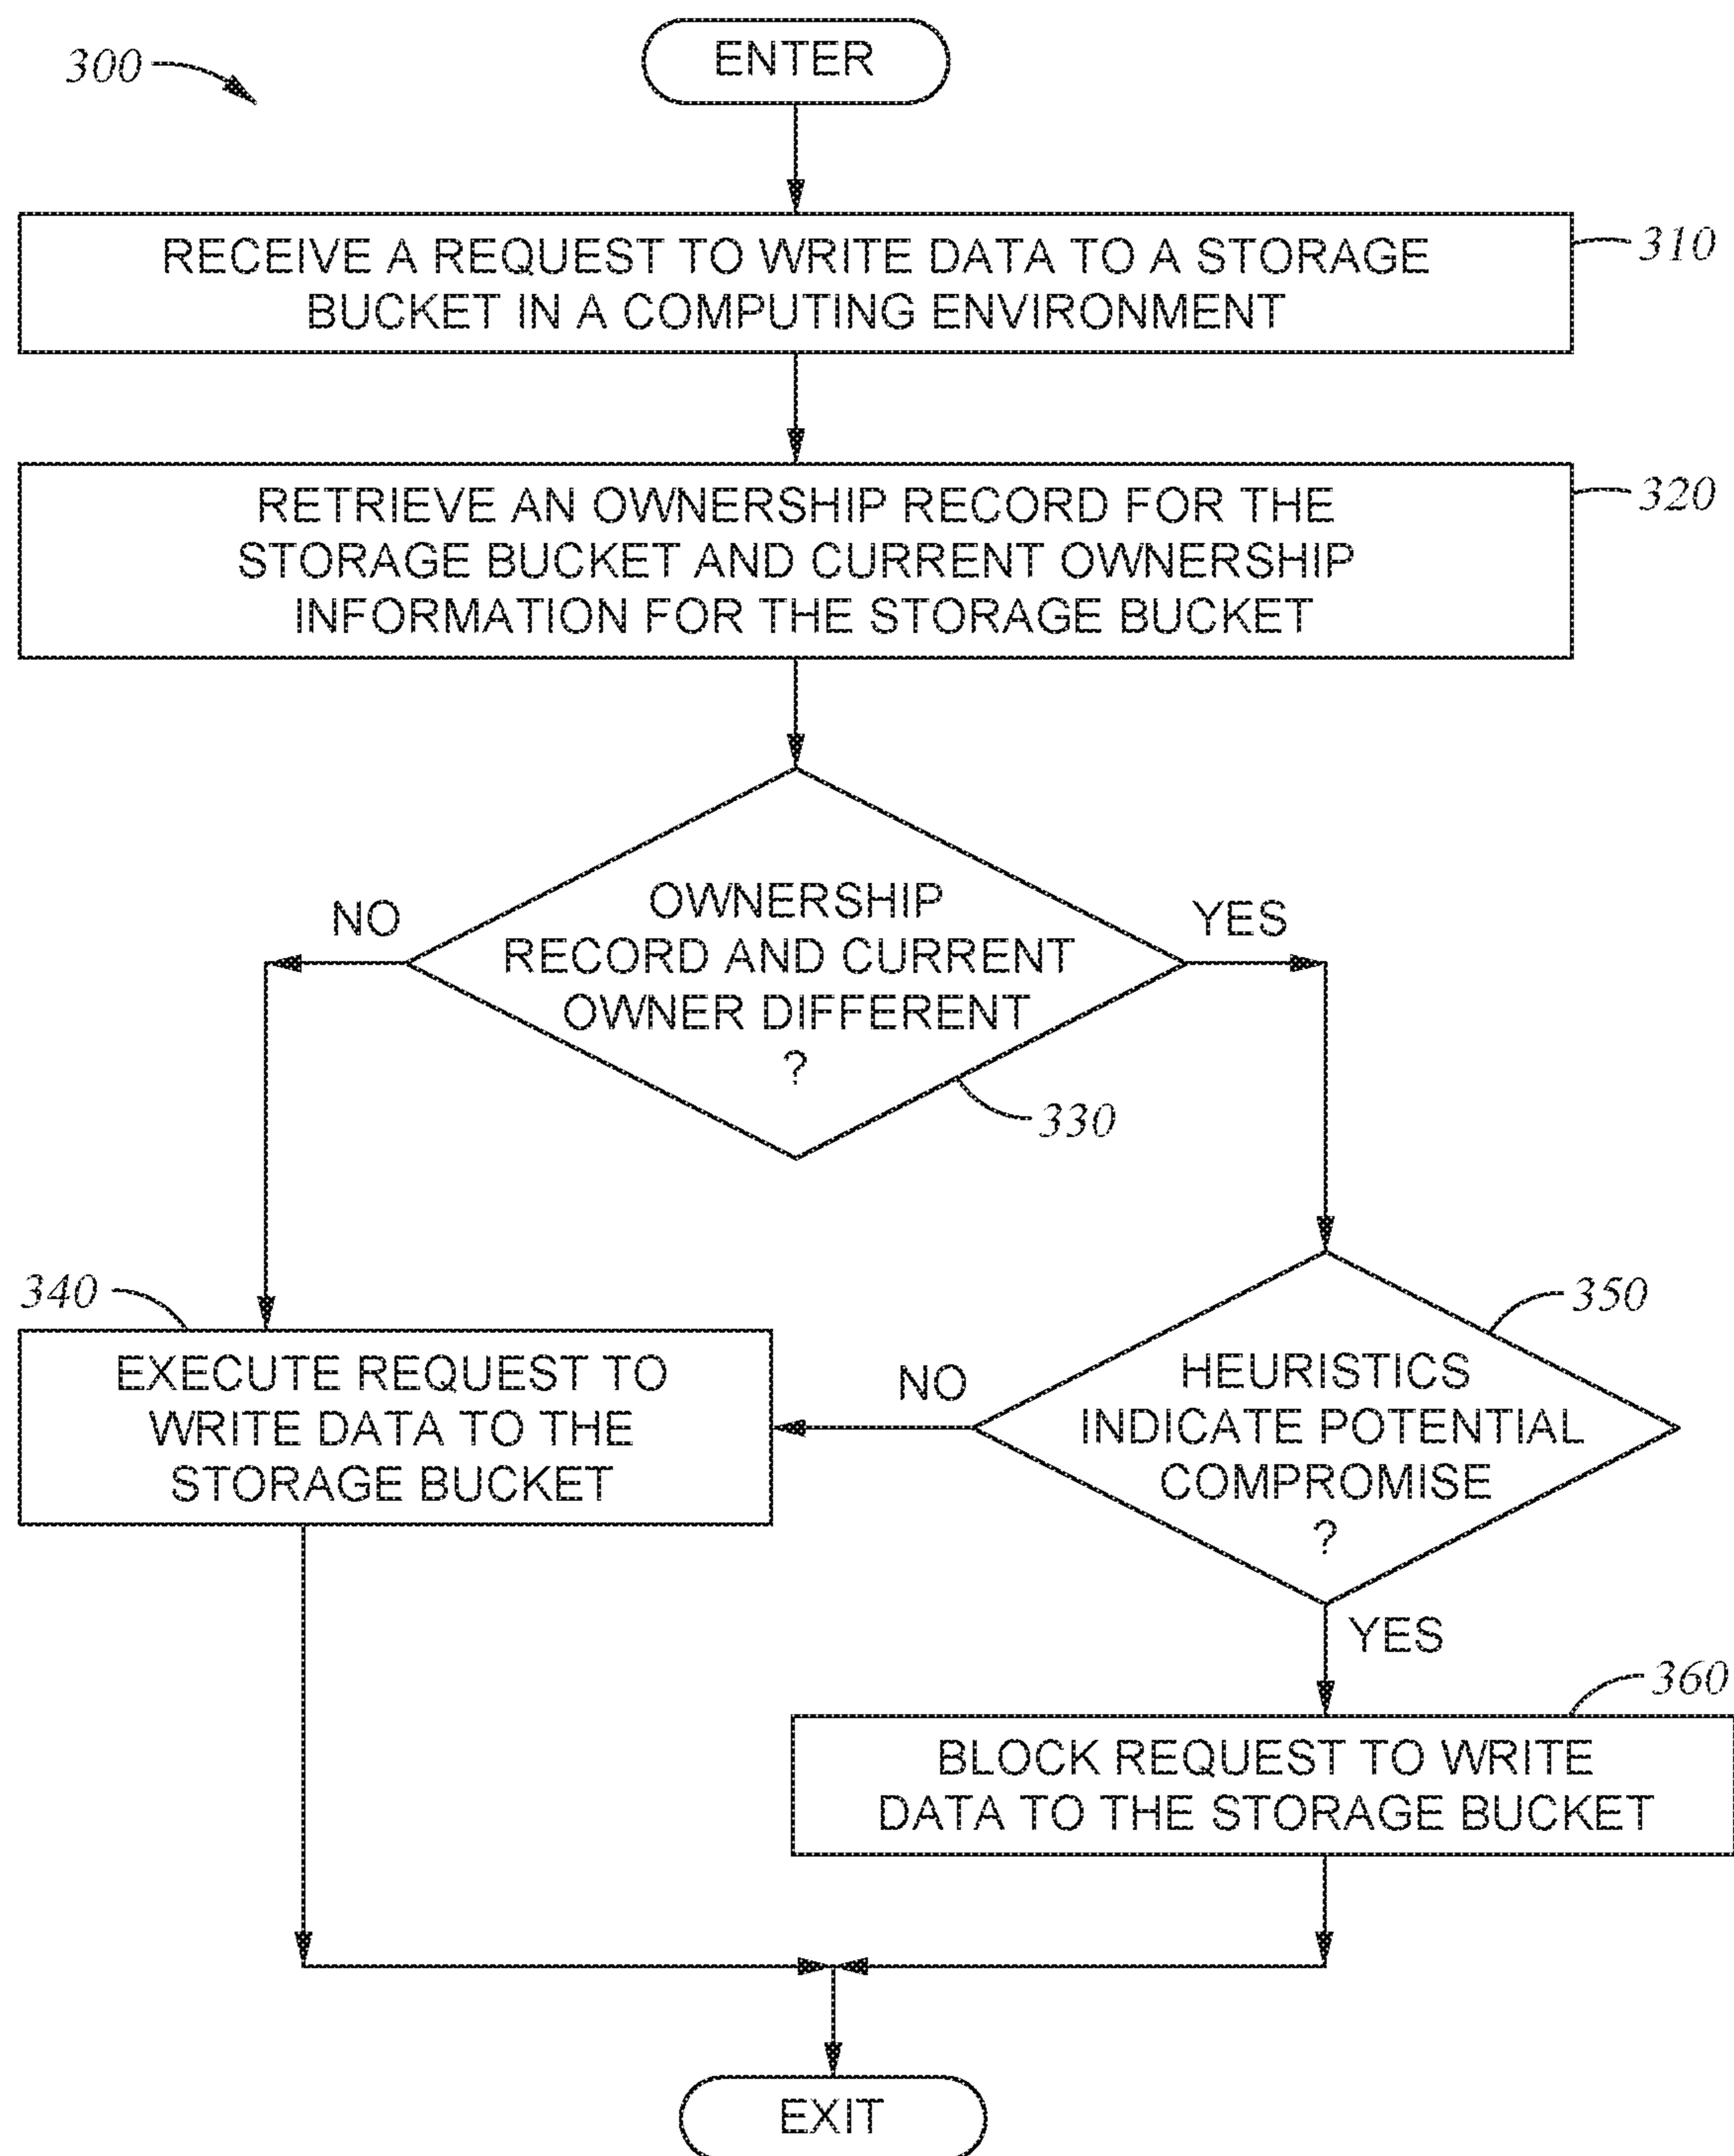 300
ENTER
RECEIVE A REQUEST TO WRITE DATA TO A STORAGE
BUCKET IN A COMPUTING ENVIRONMENT
310
RETRIEVE AN OWNERSHIP RECORD FOR THE
STORAGE BUCKET AND CURRENT OWNERSHIP
INFORMATION FOR THE STORAGE BUCKET
320
NO
OWNERSHIP
RECORD AND CURRENT
OWNER DIFFERENT
?
YES
330
340
EXECUTE REQUEST TO
WRITE DATA TO THE
STORAGE BUCKET
NO
350
HEURISTICS
INDICATE POTENTIAL
COMPROMISE
?
YES
360
BLOCK REQUEST TO WRITE
DATA TO THE STORAGE BUCKET
EXIT